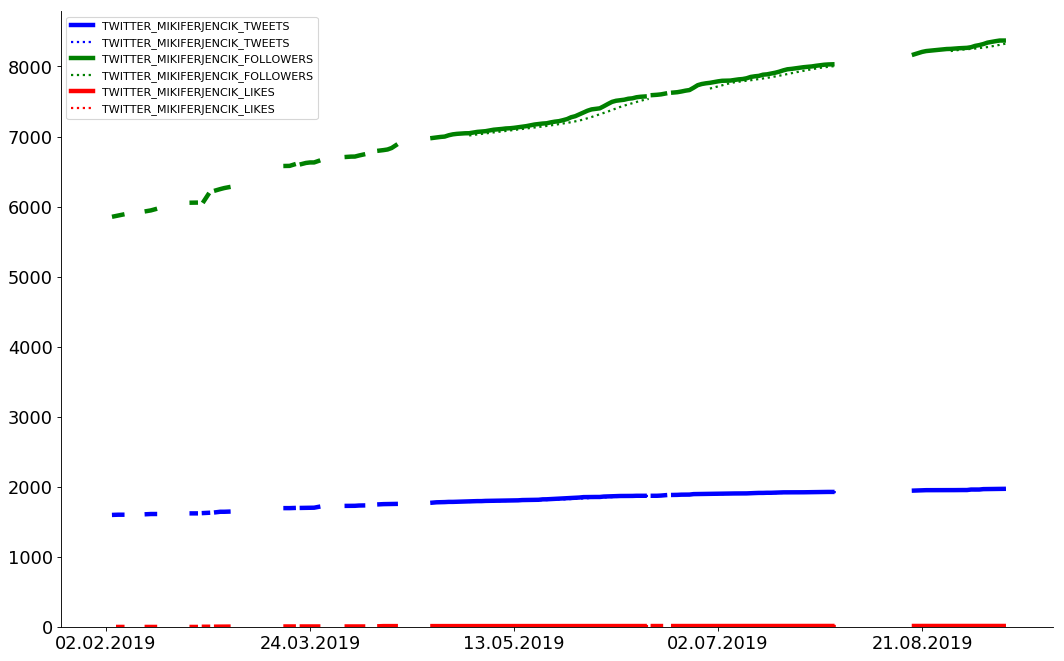 TWITTER_MIKIFERJENCIK_TWEETS
TWITTER_MIKIFERJENCIK_TWEETS
TWITTER_MIKIFERJENCIK_FOLLOWERS
TWITTER_MIKIFERJENCIK_FOLLOWERS
TWITTER_MIKIFERJENCIK_LIKES
TWITTER_MIKIFERJENCIK_LIKES
8000
7000
6000
5000
4000
3000
2000
1000
0
02.02.2019 24.03.2019 13.05.2019 02.07.2019 21.08.2019